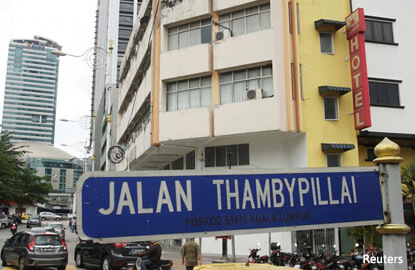 HOTEL
JALAN THAMBYPILLAI
POSKOD 50470 KUALA LUMPUR
Reuters